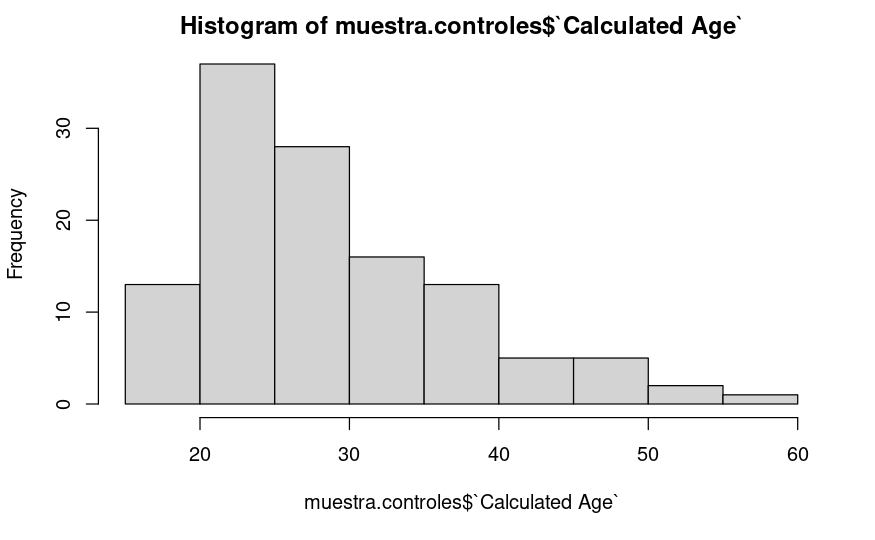 Histogram of muestra.controles$`Calculated Age`
Frequency
30
20
10
0
20 30 40 50 60
muestra.controles$`Calculated Age`